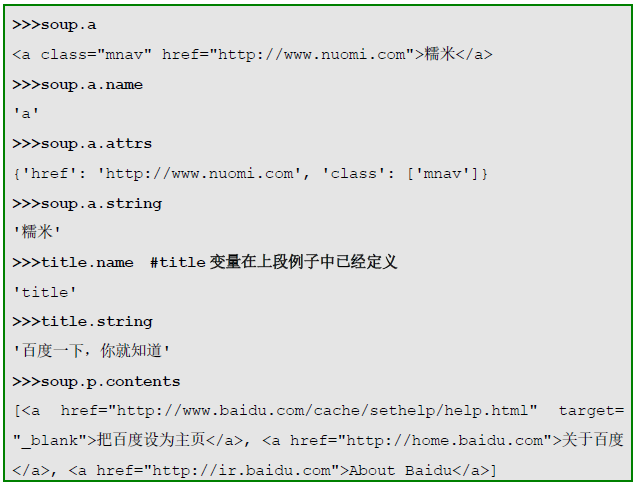 >>>soup.a
<a class="mnav" href="http://www.nuomi.com">糯米</a>
>>>soup.a.name
'a'
>>>soup.a.attrs
{'href': 'http://www.nuomi.com', 'class': ['mnav']}
>>>soup.a.string
'糯米'
>>>title.name  #title 变量在上段例子中已经定义
'title'
>>>title.string
'百度一下，你就知道'
>>>soup.p.contents
[<a href="http://www.baidu.com/cache/sethelp/help.html" target=
"_blank">把百度设为主页</a>, <a href="http://home.baidu.com">关于百度
</a>, <a href="http://ir.baidu.com">About Baidu</a>]